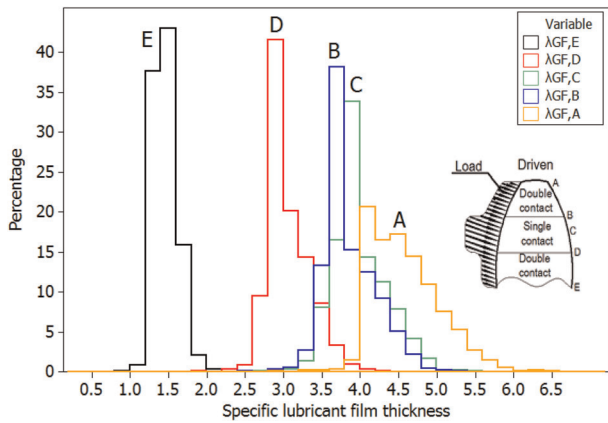 Percentage
40
35
30
25
20
15
10
5
0
E
D
B
C
A
Variable
λGF,E
λGF,D
λGF,C
λGF,B
λGF,A
Load
Driven
Double
contact
Single
contact
Double
contact
A
B
C
D
E
0.5 1.0 1.5 2.0 2.5 3.0 3.5 4.0 4.5 5.0 5.5 6.0 6.5
Specific lubricant film thickness